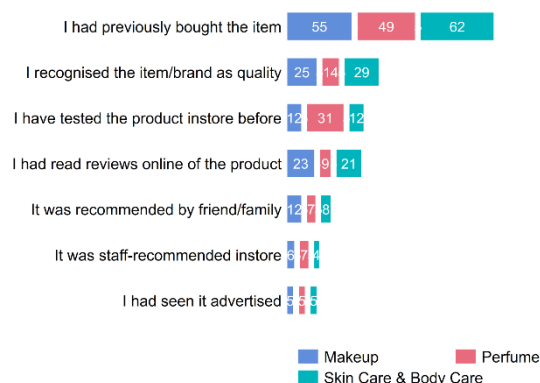 I had previously bought the item 55 49 62
I recognised the item/brand as quality 25 14 29
I have tested the product instore before 12 31 12
I had read reviews online of the product 23 9 21
It was recommended by friend/family 12 7 8
It was staff-recommended instore 6 7 4
I had seen it advertised 5 5 5
Makeup Perfume
Skin Care & Body Care